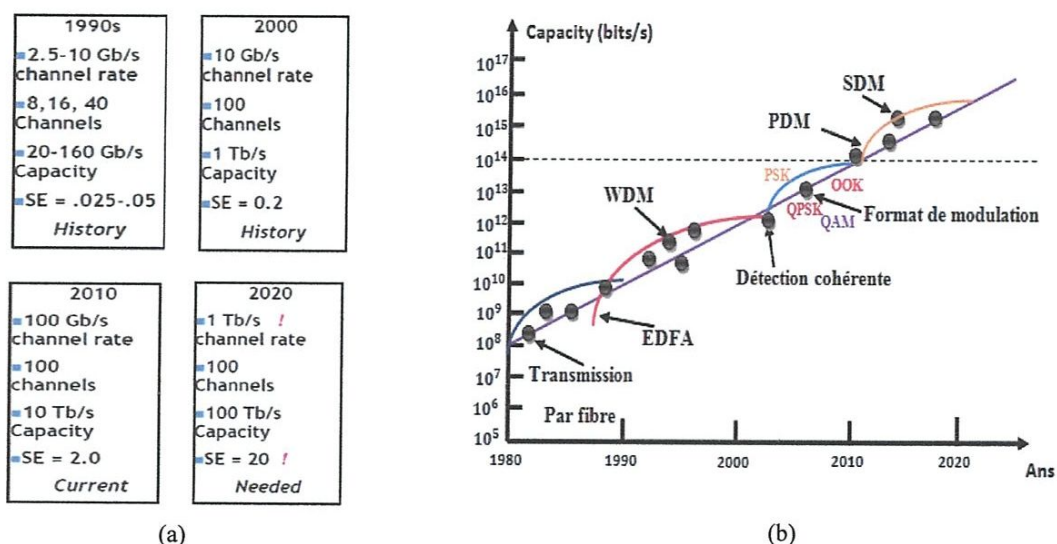 1990s
2.5-10 Gb/s
channel rate
8, 16, 40
Channels
20-160 Gb/s
Capacity
SE = .025-.05
History
2000
10 Gb/s
channel rate
100
Channels
1 Tb/s
Capacity
SE = 0.2
History
2010
100 Gb/s
channel rate
100
channels
10 Tb/s
Capacity
SE = 2.0
Current
2020
1 Tb/s !
channel rate
100
Channels
100 Tb/s
Capacity
SE = 20 !
Needed
(a)
Capacity (bits/s)
10^17
10^16
10^15
10^14
10^13
10^12
10^11
10^10
10^9
10^8
10^7
10^6
10^5
SDM
PDM
PSK
OOK
WDM
QPSK
QAM
Format de modulation
Détection cohérente
EDFA
Transmission
Par fibre
1980
1990
2000
2010
2020
Ans
(b)